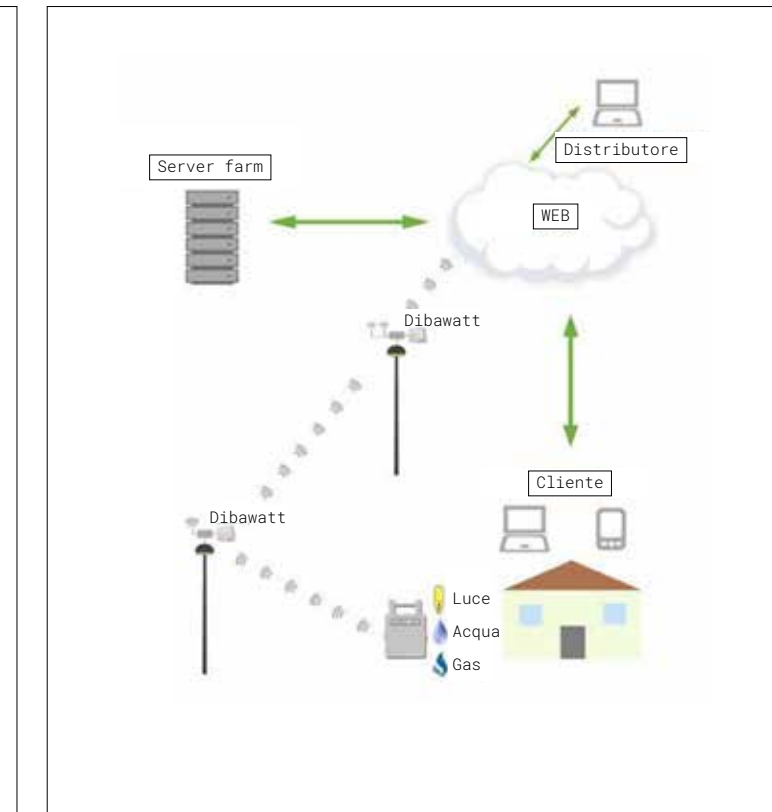 Distributore
Server farm
WEB
Dibawatt
Cliente
Dibawatt
Luce
Acqua
Gas